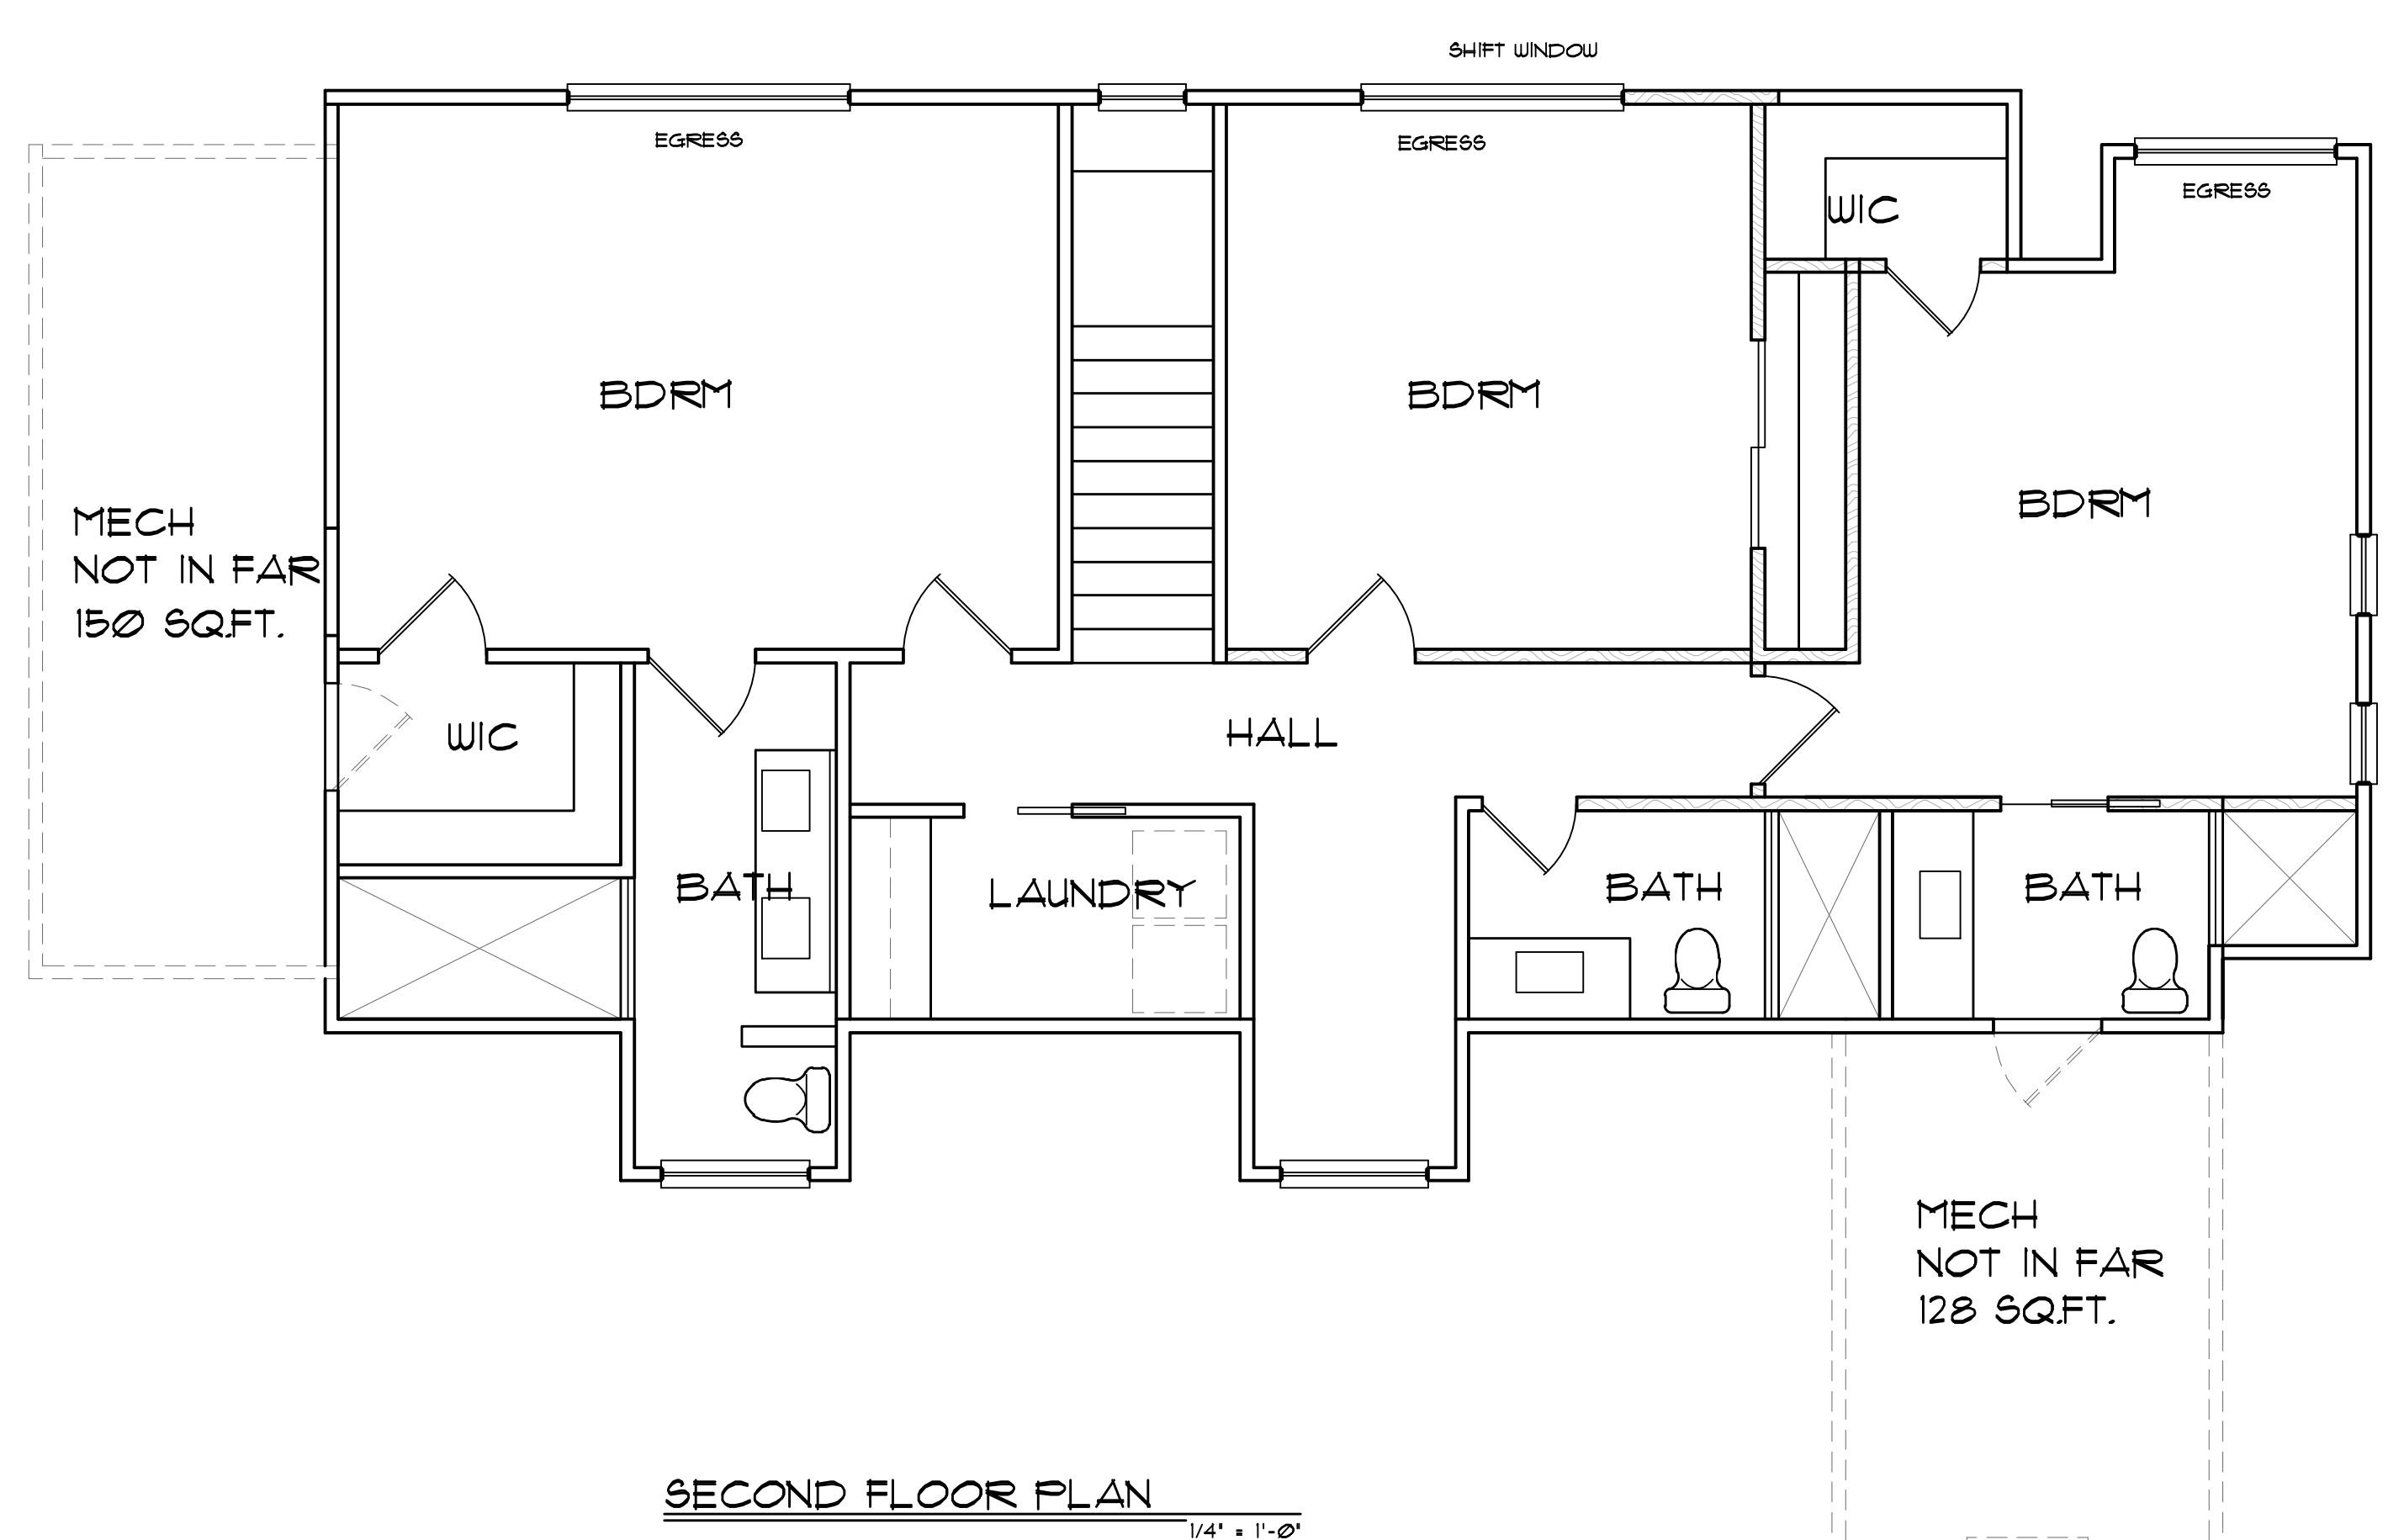 SHIFT WINDOW
EGRESS
EGRESS
EGRESS
WIC
BDRM
BDRM
BDRM
MECH
NOT IN FAR
150 SQ.FT.
WIC
HALL
BATH
LAUNDRY
BATH
BATH
MECH
NOT IN FAR
128 SQ.FT.
SECOND FLOOR PLAN
1/4" = 1'-0"